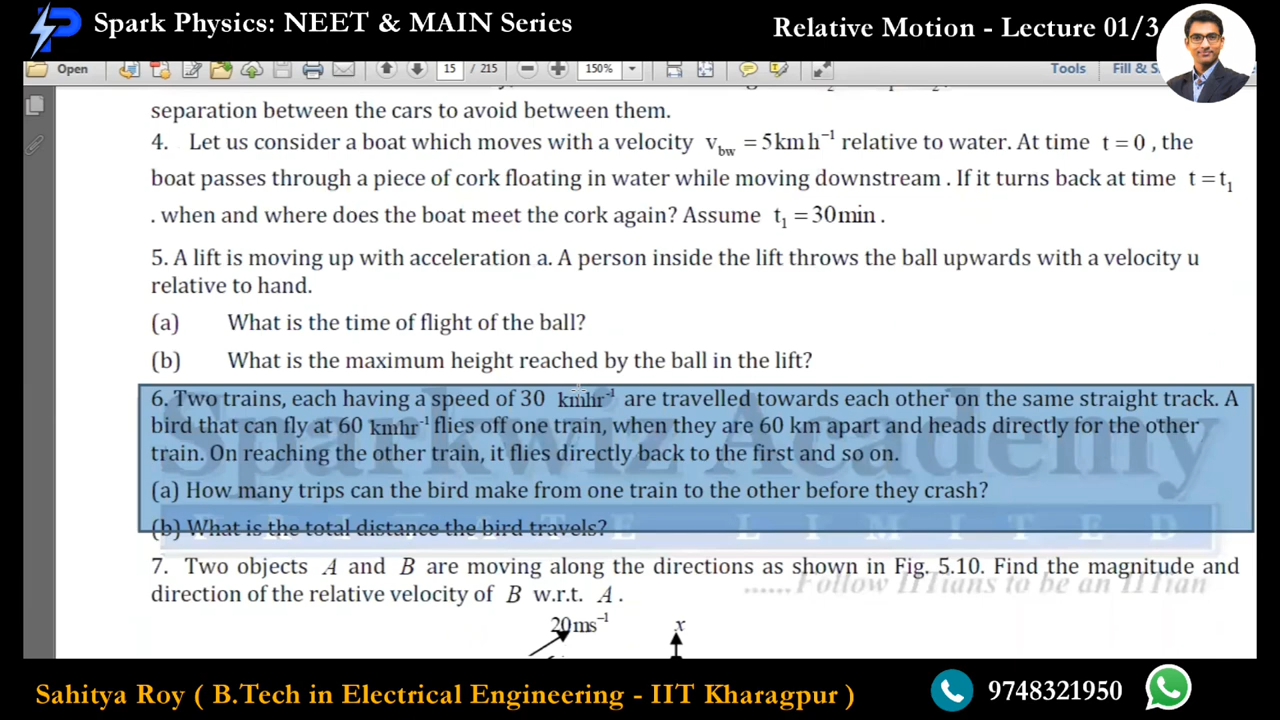 Spark Physics: NEET & MAIN Series
Relative Motion - Lecture 01/3
Open
15 / 215
150%
Tools
Fill &
separation between the cars to avoid between them.
4. Let us consider a boat which moves with a velocity v_bw = 5km h⁻¹ relative to water. At time t = 0 , the
boat passes through a piece of cork floating in water while moving downstream . If it turns back at time t = t₁
. when and where does the boat meet the cork again? Assume t₁ = 30min .
5. A lift is moving up with acceleration a. A person inside the lift throws the ball upwards with a velocity u
relative to hand.
(a) What is the time of flight of the ball?
(b) What is the maximum height reached by the ball in the lift?
6. Two trains, each having a speed of 30 kmhr⁻¹ are travelled towards each other on the same straight track. A
bird that can fly at 60 kmhr⁻¹ flies off one train, when they are 60 km apart and heads directly for the other
train. On reaching the other train, it flies directly back to the first and so on.
(a) How many trips can the bird make from one train to the other before they crash?
(b) What is the total distance the bird travels?
Sparkwiz Academy
PRIVATE LIMITED
7. Two objects A and B are moving along the directions as shown in Fig. 5.10. Find the magnitude and
......Follow IITians to be an IITian
direction of the relative velocity of B w.r.t. A .
20ms⁻¹
x
Sahitya Roy ( B.Tech in Electrical Engineering - IIT Kharagpur )
9748321950